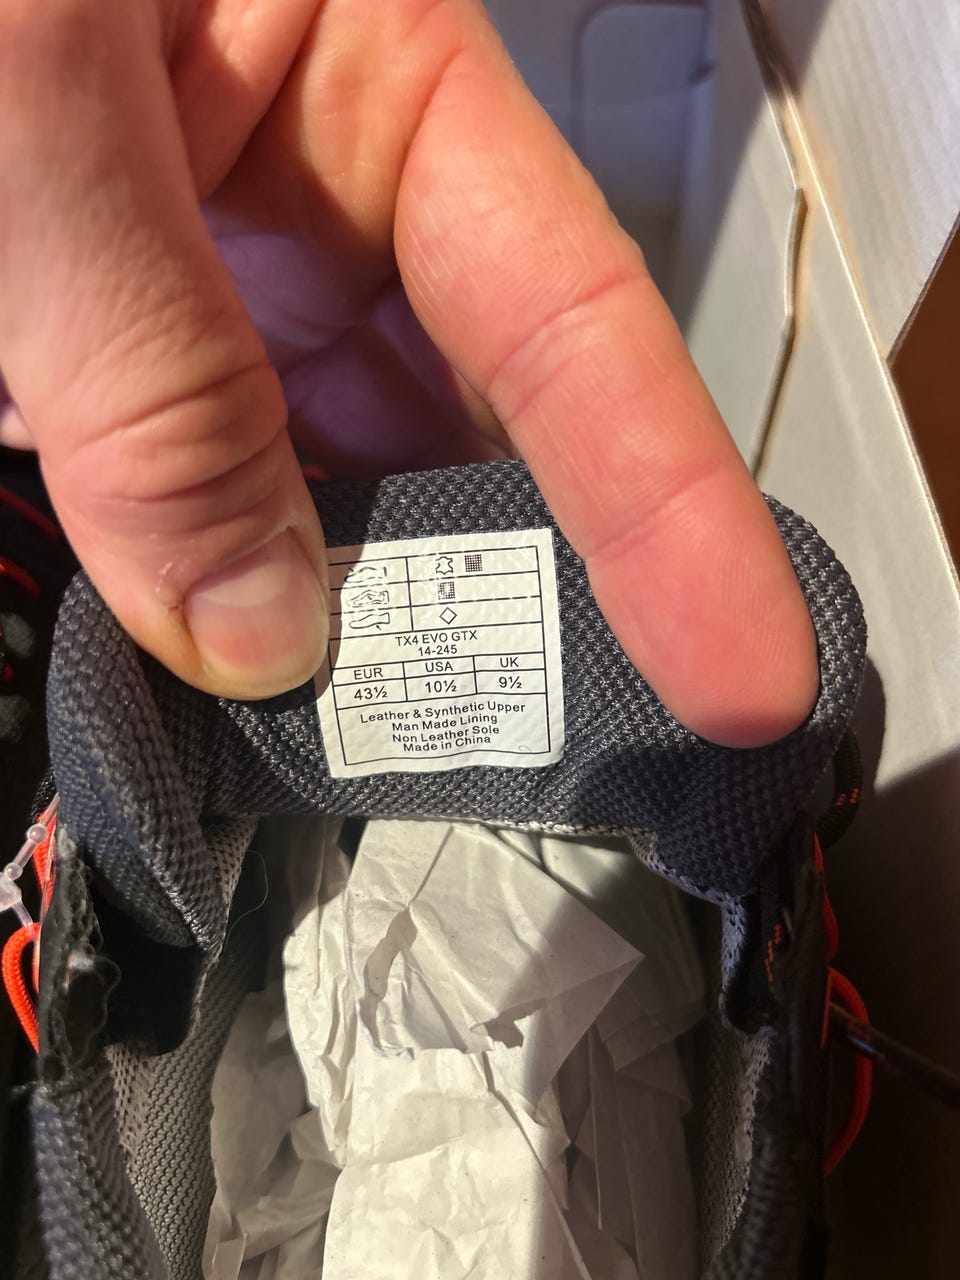 TX4 EVO GTX
14-245
EUR USA UK
43½ 10½ 9½
Leather & Synthetic Upper
Man Made Lining
Non Leather Sole
Made in China